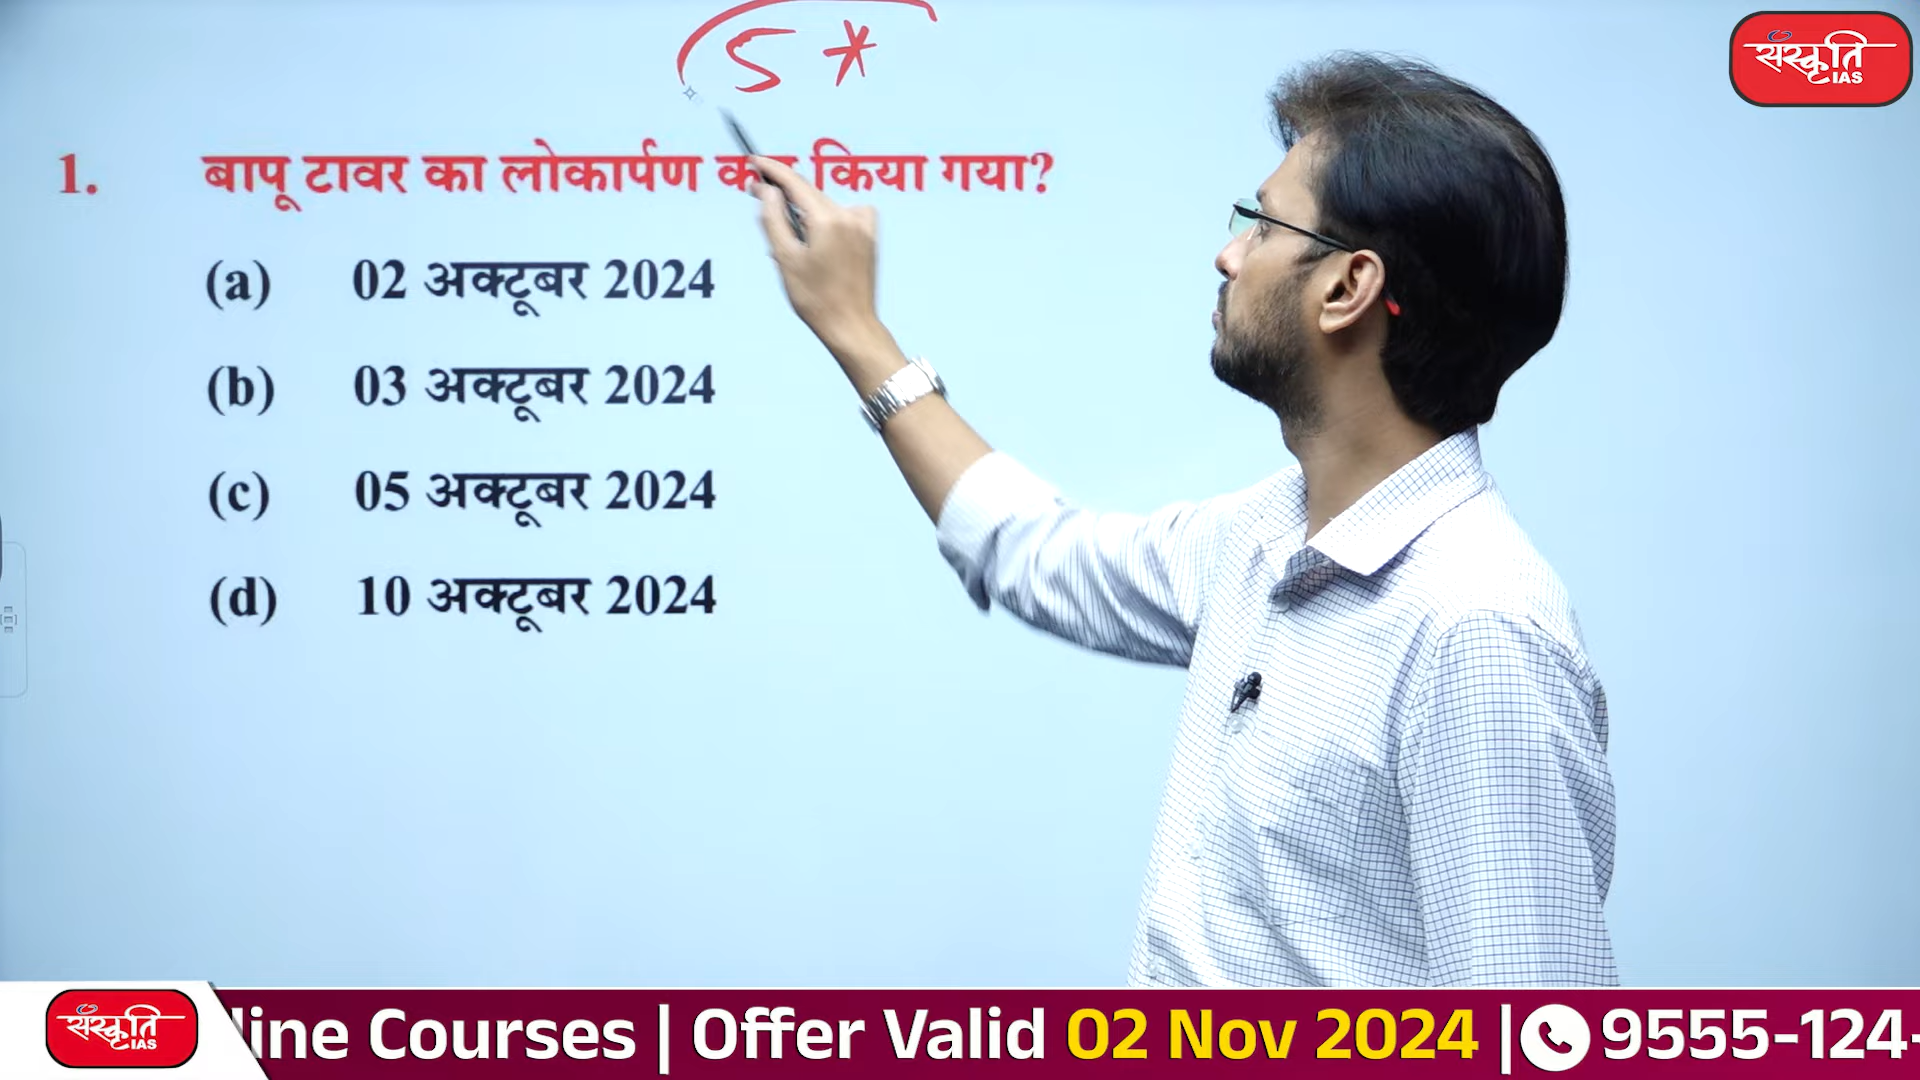 5 *
संस्कृति
IAS
1. बापू टावर का लोकार्पण किया गया?
(a) 02 अक्टूबर 2024
(b) 03 अक्टूबर 2024
(c) 05 अक्टूबर 2024
(d) 10 अक्टूबर 2024
संस्कृति
IAS
line Courses | Offer Valid 02 Nov 2024 | 9555-124-